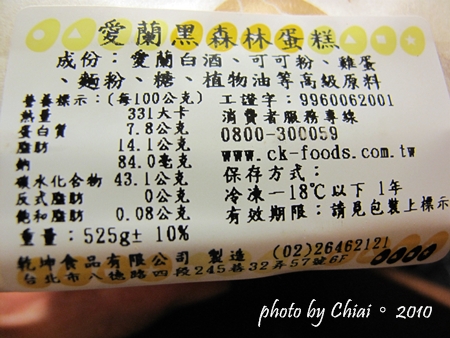 愛蘭黑森林蛋糕
成份：愛蘭白酒、可可粉、雞蛋
、麵粉、糖、植物油等高級原料
營養標示：(每100公克)
熱量 331大卡
蛋白質 7.8公克
脂肪 14.1公克
鈉 84.0毫克
碳水化合物 43.1公克
反式脂肪 0公克
飽和脂肪 0.08公克
重量：525g± 10%
工證字：9960062001
消費者服務專線
0800-300059
www.ck-foods.com.tw
保存方式：
冷凍－18℃以下 1年
有效期限：請見包裝上標示
乾坤食品有限公司 製造 (02)26462121
台北市八德路四段245巷32弄57號6F
photo by Chiai。 2010